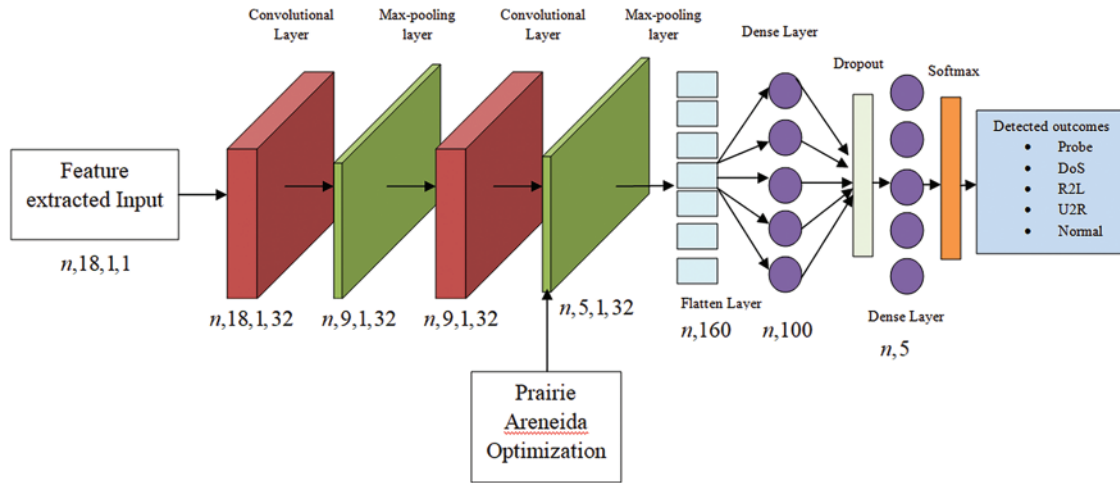 Convolutional
Layer
Max-pooling
layer
Convolutional
Layer
Max-pooling
layer
Dense Layer
Dropout
Softmax
Feature
extracted Input
n,18,1,1
n,18,1,32
n,9,1,32
n,9,1,32
n,5,1,32
Flatten Layer
n,160
n,100
Dense Layer
n,5
Detected outcomes
• Probe
• DoS
• R2L
• U2R
• Normal
Prairie
Areneida
Optimization